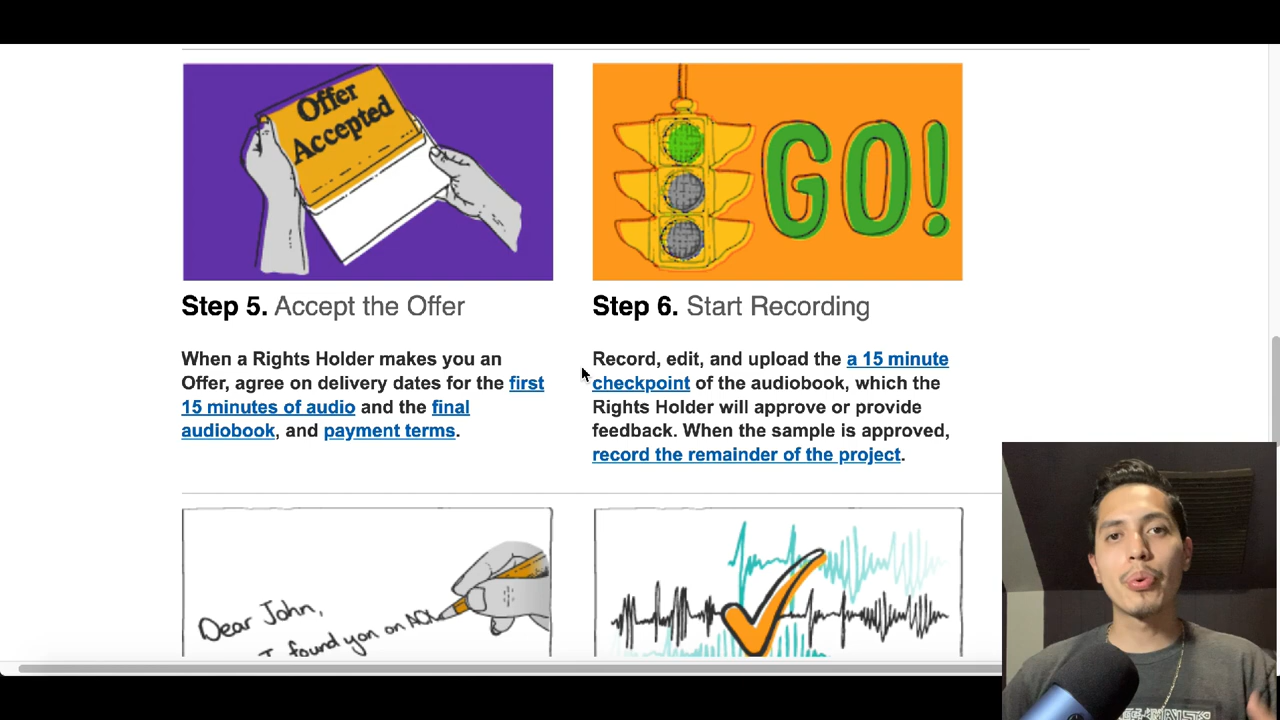 Offer
Accepted
GO!
Step 5. Accept the Offer
When a Rights Holder makes you an
Offer, agree on delivery dates for the first
15 minutes of audio and the final
audiobook, and payment terms.
Step 6. Start Recording
Record, edit, and upload the a 15 minute
checkpoint of the audiobook, which the
Rights Holder will approve or provide
feedback. When the sample is approved,
record the remainder of the project.
Dear John,
I found you on